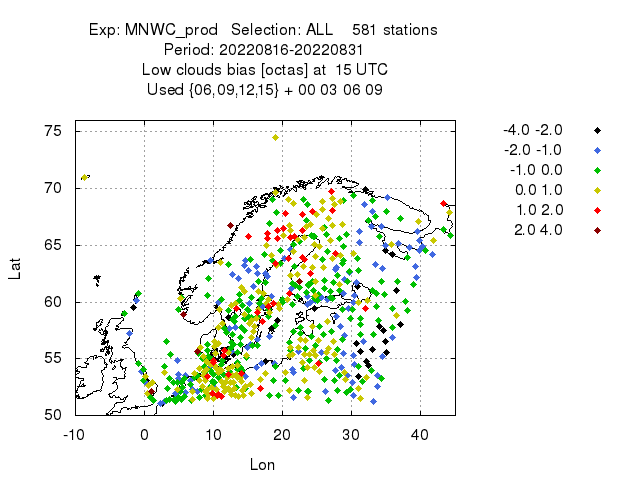 Exp: MNWC_prod Selection: ALL 581 stations
Period: 20220816-20220831
Low clouds bias [octas] at 15 UTC
Used {06,09,12,15} + 00 03 06 09
-4.0 -2.0
-2.0 -1.0
-1.0 0.0
0.0 1.0
1.0 2.0
2.0 4.0
Lat
75
70
65
60
55
50
-10 0 10 20 30 40
Lon